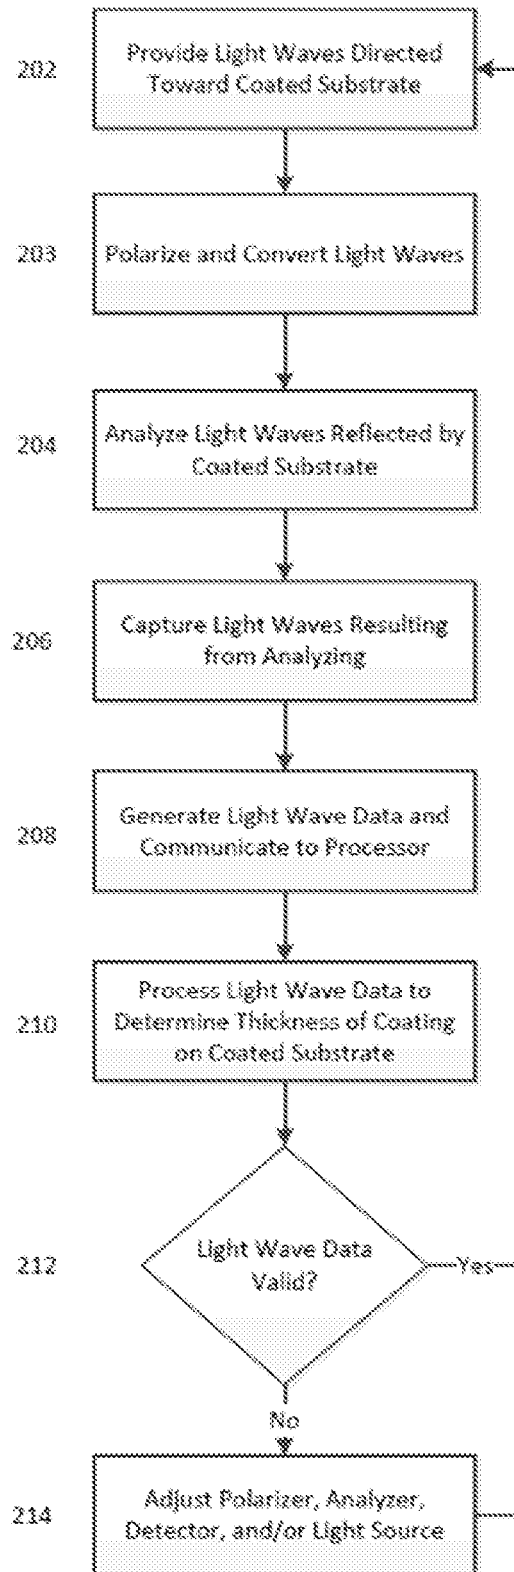 202
Provide Light Waves Directed
Toward Coated Substrate
203
Polarize and Convert Light Waves
204
Analyze Light Waves Reflected by
Coated Substrate
206
Capture Light Waves Resulting
from Analyzing
208
Generate Light Wave Data and
Communicate to Processor
210
Process Light Wave Data to
Determine Thickness of Coating
on Coated Substrate
212
Light Wave Data
Valid?
Yes
No
214
Adjust Polarizer, Analyzer,
Detector, and/or Light Source